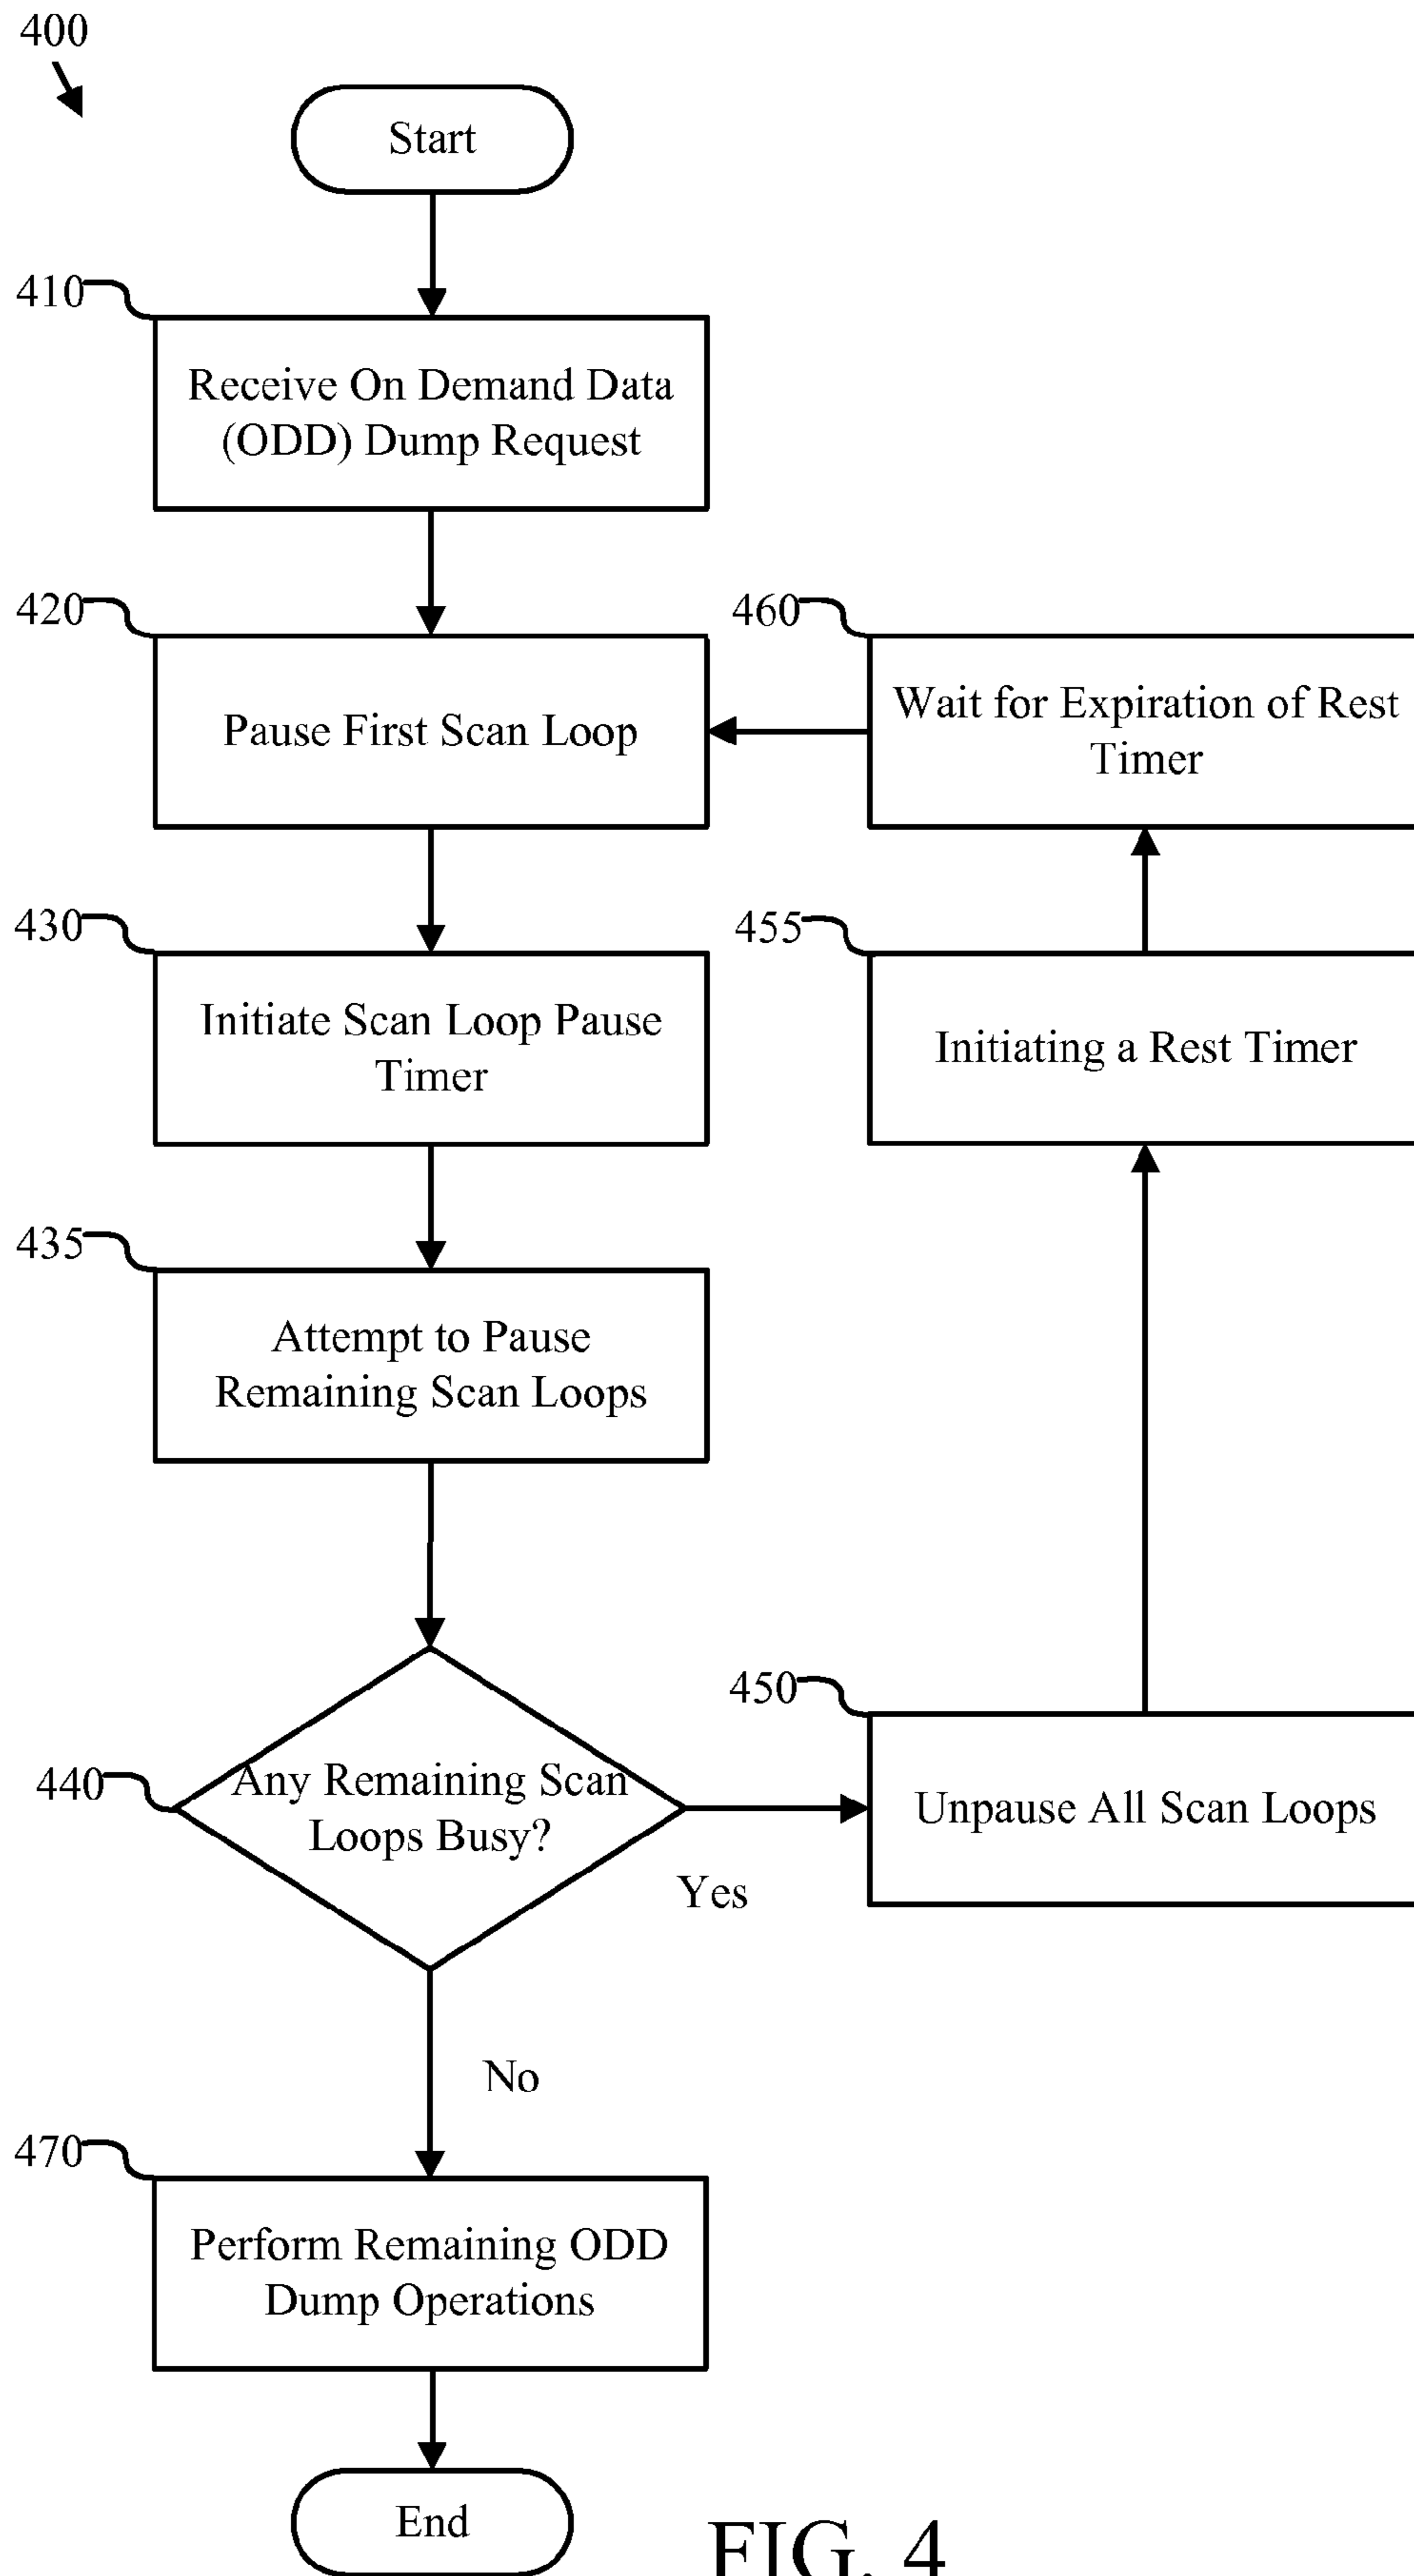 400
Start
410
Receive On Demand Data
(ODD) Dump Request
420
Pause First Scan Loop
460
Wait for Expiration of Rest
Timer
430
Initiate Scan Loop Pause
Timer
455
Initiating a Rest Timer
435
Attempt to Pause
Remaining Scan Loops
440
Any Remaining Scan
Loops Busy?
Yes
450
Unpause All Scan Loops
No
470
Perform Remaining ODD
Dump Operations
End
FIG. 4